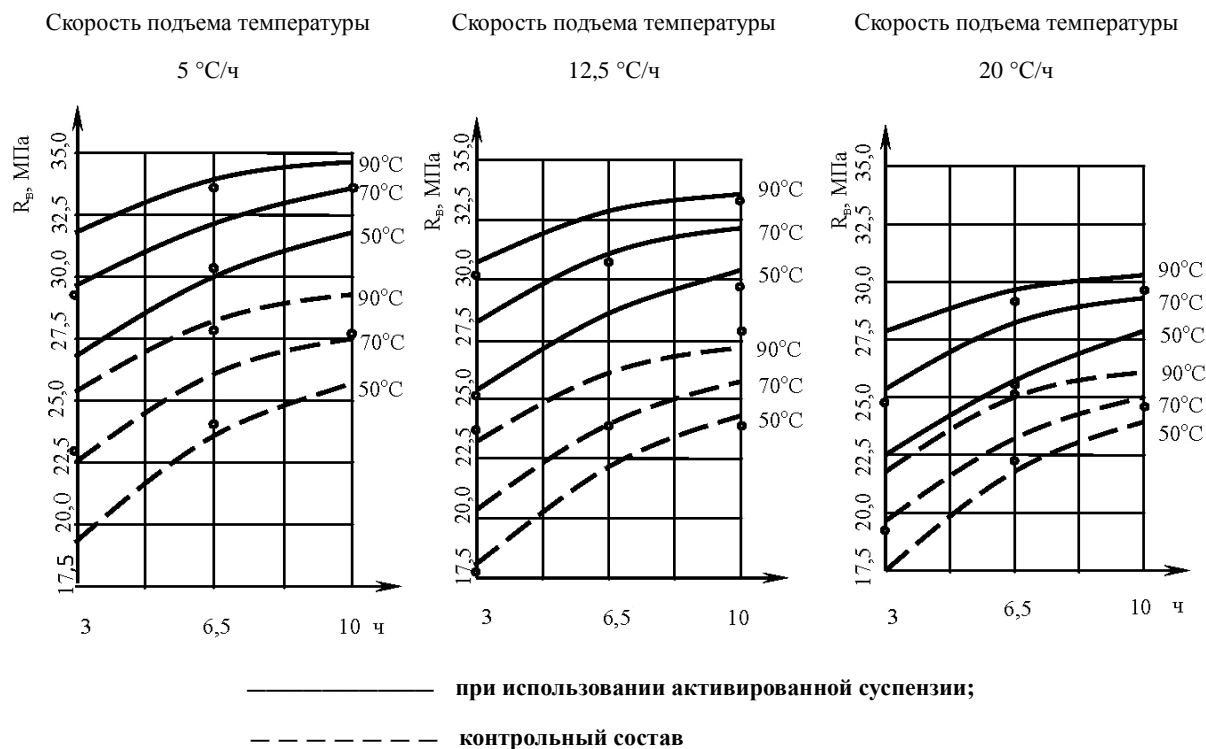 Скорость подъема температуры
5 °С/ч
R_в, МПа
35,0
32,5
30,0
27,5
25,0
22,5
20,0
17,5
90°С
70°С
50°С
90°С
70°С
50°С
3
6,5
10
ч
Скорость подъема температуры
12,5 °С/ч
R_в, МПа
35,0
32,5
30,0
27,5
25,0
22,5
20,0
17,5
90°С
70°С
50°С
90°С
70°С
50°С
3
6,5
10
Скорость подъема температуры
20 °С/ч
R_в, МПа
35,0
32,5
30,0
27,5
25,0
22,5
20,0
17,5
90°С
70°С
50°С
90°С
70°С
50°С
3
6,5
10
ч
при использовании активированной суспензии;
контрольный состав